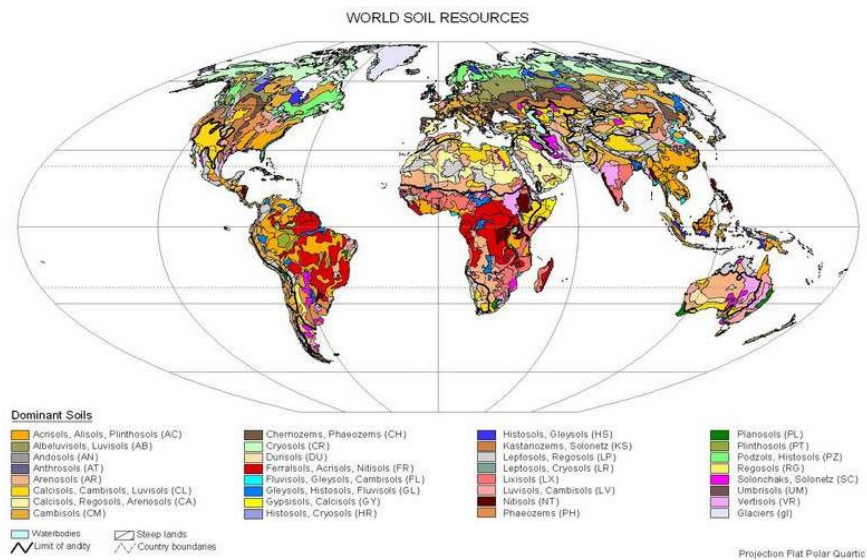 WORLD SOIL RESOURCES
Dominant Soils
Acrisols, Alisols, Plinthosols (AC)
Albeluvisols, Luvisols (AB)
Andosols (AN)
Anthrosols (AT)
Arenosols (AR)
Calcisols, Cambisols, Luvisols (CL)
Calcisols, Regosols, Arenosols (CA)
Cambisols (CM)
Chernozems, Phaeozems (CH)
Cryosols (CR)
Durisols (DU)
Ferralsols, Acrisols, Nitisols (FR)
Fluvisols, Gleysols, Cambisols (FL)
Gleysols, Histosols, Fluvisols (GL)
Gypsisols, Calcisols (GY)
Histosols, Cryosols (HR)
Histosols, Gleysols (HS)
Kastanozems, Solonetz (KS)
Leptosols, Regosols (LP)
Leptosols, Cryosols (LR)
Lixisols (LX)
Luvisols, Cambisols (LV)
Nitisols (NT)
Phaeozems (PH)
Planosols (PL)
Plinthosols (PT)
Podzols, Histosols (PZ)
Regosols (RG)
Solonchaks, Solonetz (SC)
Umbrisols (UM)
Vertisols (VR)
Glaciers (gl)
Waterbodies
Limit of aridity
Steep lands
Country boundaries
Projection Flat Polar Quartic